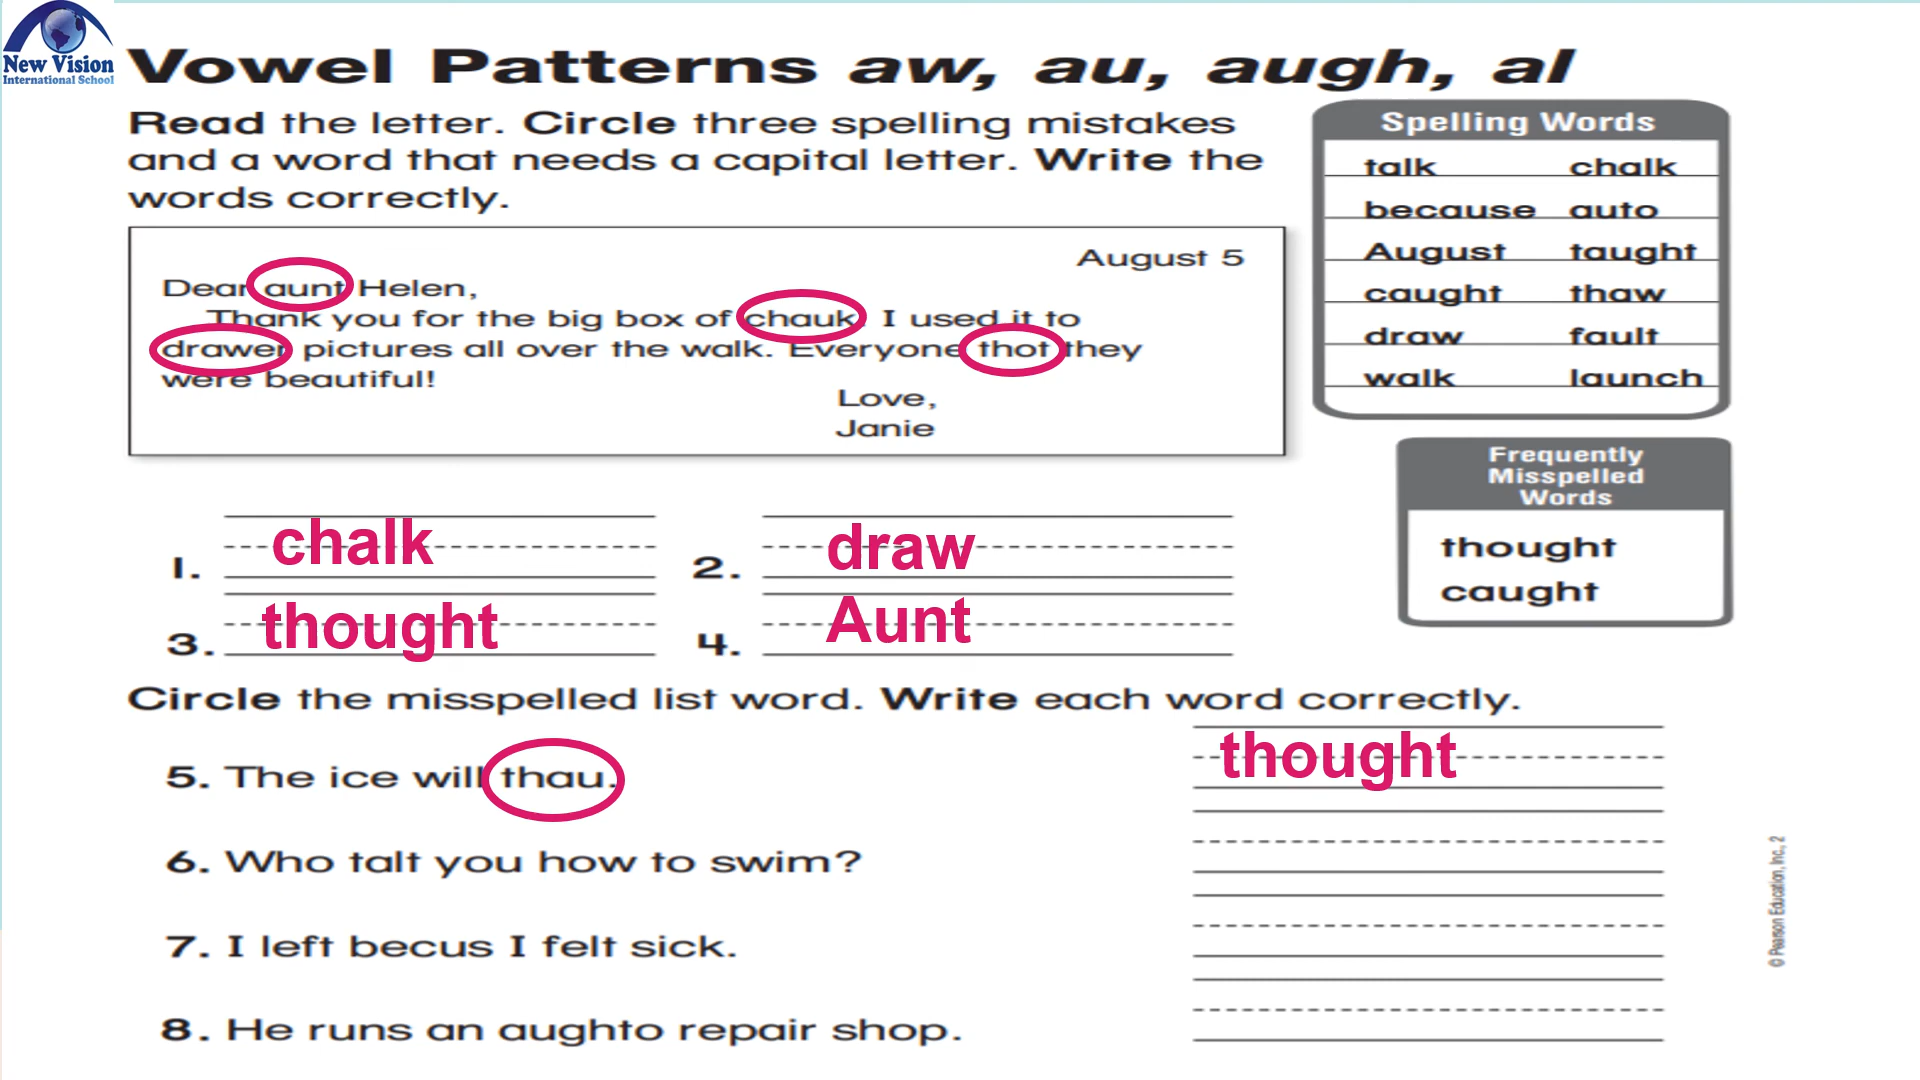 New Vision
International School
Vowel Patterns aw, au, augh, al
Read the letter. Circle three spelling mistakes
and a word that needs a capital letter. Write the
words correctly.
August 5
Dear aunt Helen,
Thank you for the big box of chauk. I used it to
drawer pictures all over the walk. Everyone thot they
were beautiful!
Love,
Janie
Spelling Words
talk chalk
because auto
August taught
caught thaw
draw fault
walk launch
Frequently
Misspelled
Words
thought
caught
1. chalk 2. draw
3. thought 4. Aunt
Circle the misspelled list word. Write each word correctly.
5. The ice will thau. thought
6. Who talt you how to swim?
7. I left becus I felt sick.
8. He runs an aughto repair shop.
© Pearson Education, Inc., 2